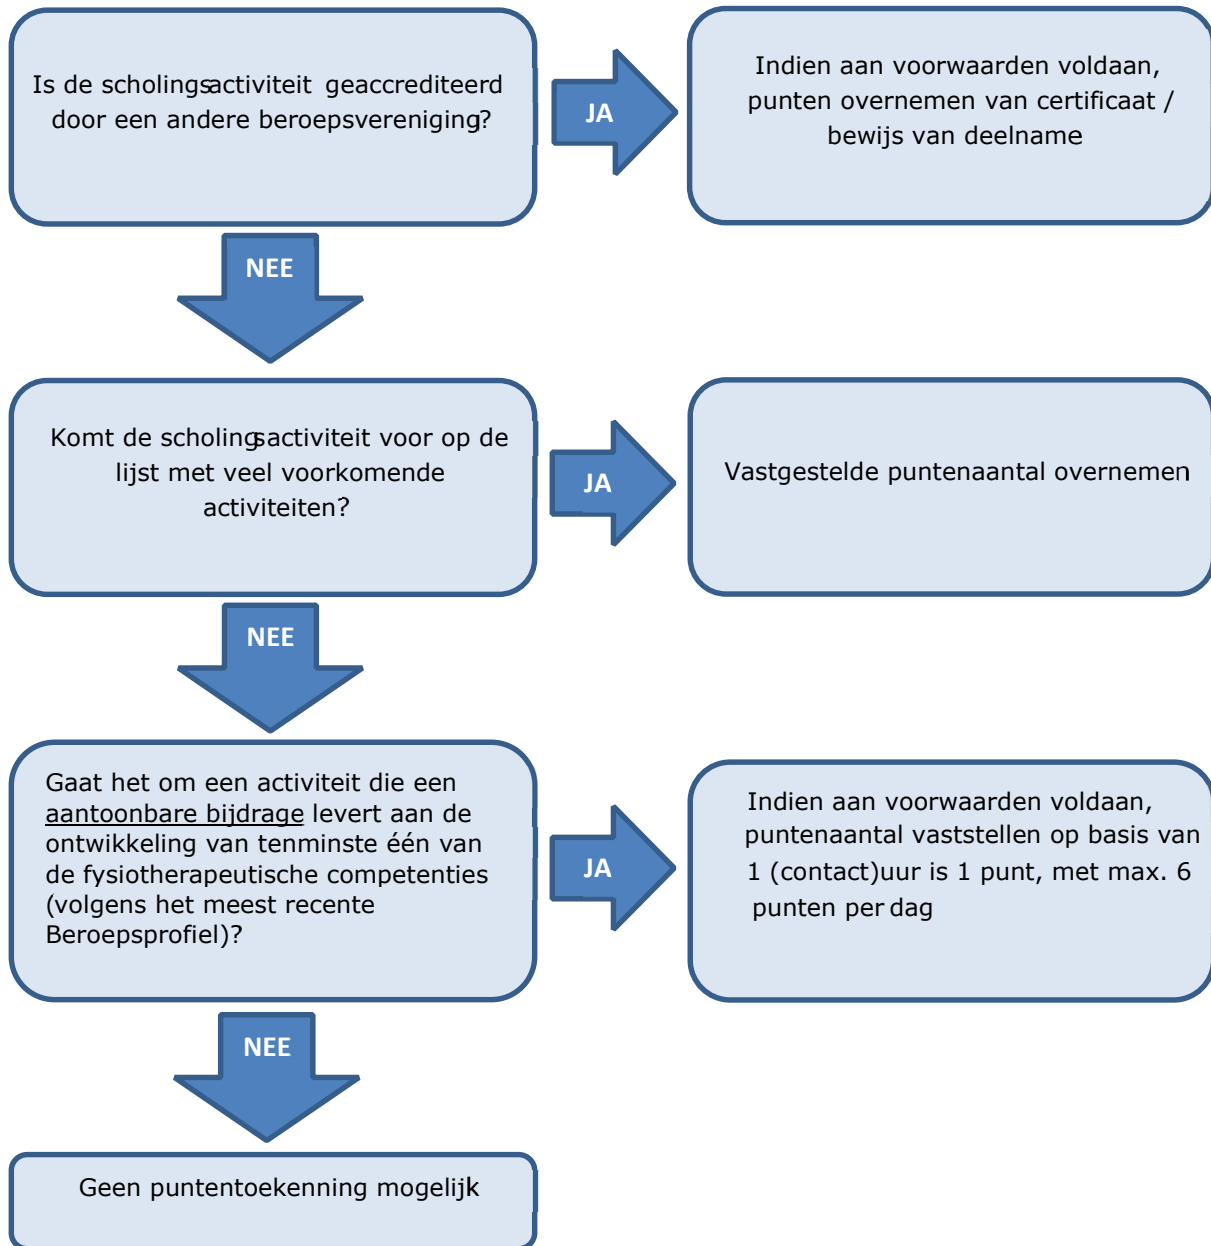 Is de scholingsactiviteit geaccrediteerd
door een andere beroepsvereniging?
JA
Indien aan voorwaarden voldaan,
punten overnemen van certificaat /
bewijs van deelname
NEE
Komt de scholingsactiviteit voor op de
lijst met veel voorkomende
activiteiten?
JA
Vastgestelde puntenaantal overnemen
NEE
Gaat het om een activiteit die een
aantoonbare bijdrage levert aan de
ontwikkeling van tenminste één van
de fysiotherapeutische competenties
(volgens het meest recente
Beroepsprofiel)?
JA
Indien aan voorwaarden voldaan,
puntenaantal vaststellen op basis van
1 (contact)uur is 1 punt, met max. 6
punten per dag
NEE
Geen puntentoekenning mogelijk